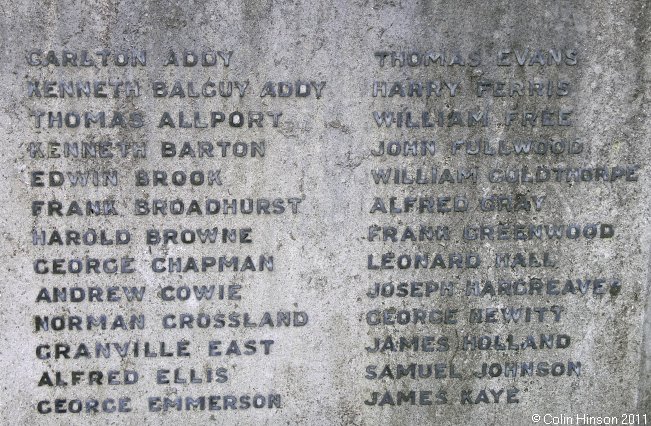 CARLTON ADDY
KENNETH BALGUY ADDY
THOMAS ALLPORT
KENNETH BARTON
EDWIN BROOK
FRANK BROADHURST
HAROLD BROWNE
GEORGE CHAPMAN
ANDREW COWIE
NORMAN CROSSLAND
GRANVILLE EAST
ALFRED ELLIS
GEORGE EMMERSON
THOMAS EVANS
HARRY FERRIS
WILLIAM FREE
JOHN FULLWOOD
WILLIAM GOLDTHORPE
ALFRED GRAY
FRANK GREENWOOD
LEONARD HALL
JOSEPH HARGREAVES
GEORGE HEWITT
JAMES HOLLAND
SAMUEL JOHNSON
JAMES KAYE
©Colin Hinson 2011